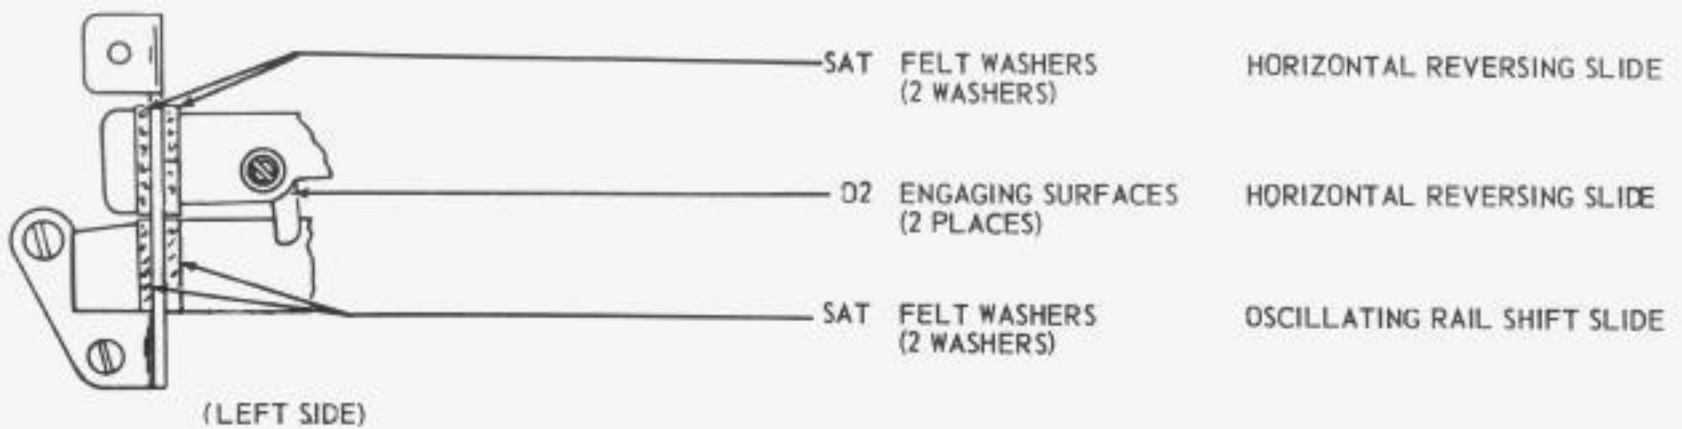 SAT FELT WASHERS HORIZONTAL REVERSING SLIDE
(2 WASHERS)
O2 ENGAGING SURFACES HORIZONTAL REVERSING SLIDE
(2 PLACES)
SAT FELT WASHERS OSCILLATING RAIL SHIFT SLIDE
(2 WASHERS)
(LEFT SIDE)